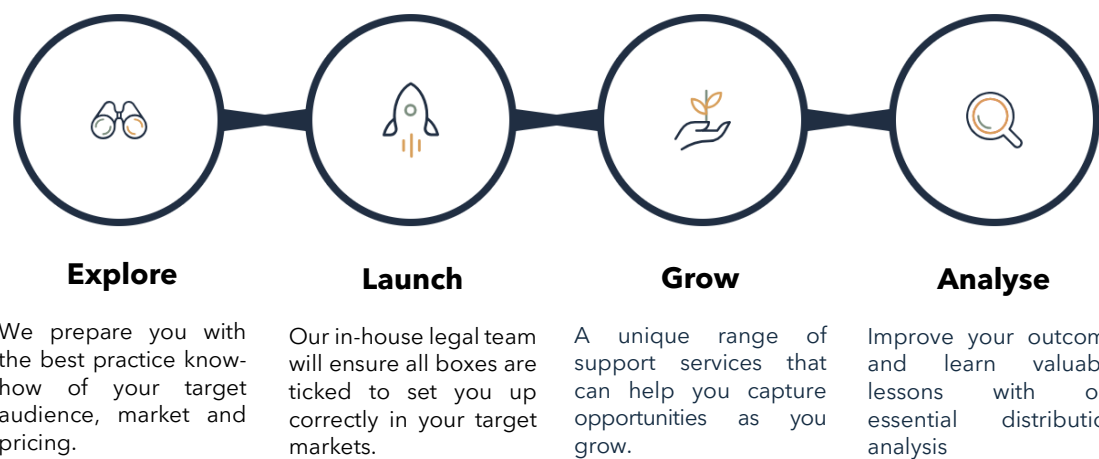 Explore
We prepare you with
the best practice know-
how of your target
audience, market and
pricing.
Launch
Our in-house legal team
will ensure all boxes are
ticked to set you up
correctly in your target
markets.
Grow
A unique range of
support services that
can help you capture
opportunities as you
grow.
Analyse
Improve your
and learn
lessons with
essential
analysis